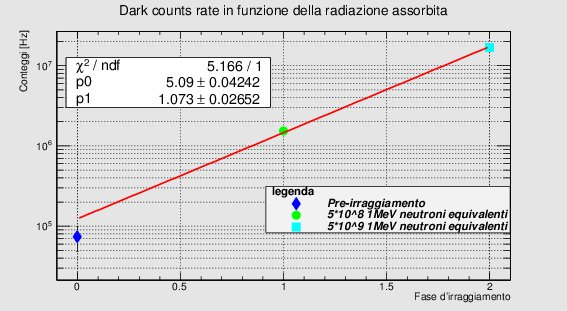 Dark counts rate in funzione della radiazione assorbita
Conteggi [Hz]
χ² / ndf 5.166 / 1
p0 5.09 ± 0.04242
p1 1.073 ± 0.02652
10⁷
10⁶
10⁵
legenda
Pre-irraggiamento
5*10^8 1MeV neutroni equivalenti
5*10^9 1MeV neutroni equivalenti
0 0.5 1 1.5 2
Fase d'irraggiamento